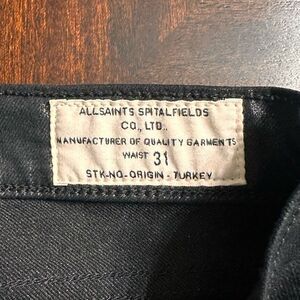 ALLSAINTS SPITALFIELDS
CO., LTD..
MANUFACTURER OF QUALITY GARMENTS
WAIST 31
STK-NO-ORIGIN - TURKEY